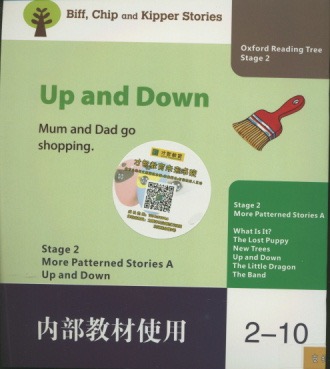 Biff, Chip and Kipper Stories
Oxford Reading Tree
Stage 2
Up and Down
Mum and Dad go
shopping.
Stage 2
More Patterned Stories A
What Is It?
The Lost Puppy
New Trees
Up and Down
The Little Dragon
The Band
Stage 2
More Patterned Stories A
Up and Down
内部教材使用
2-10